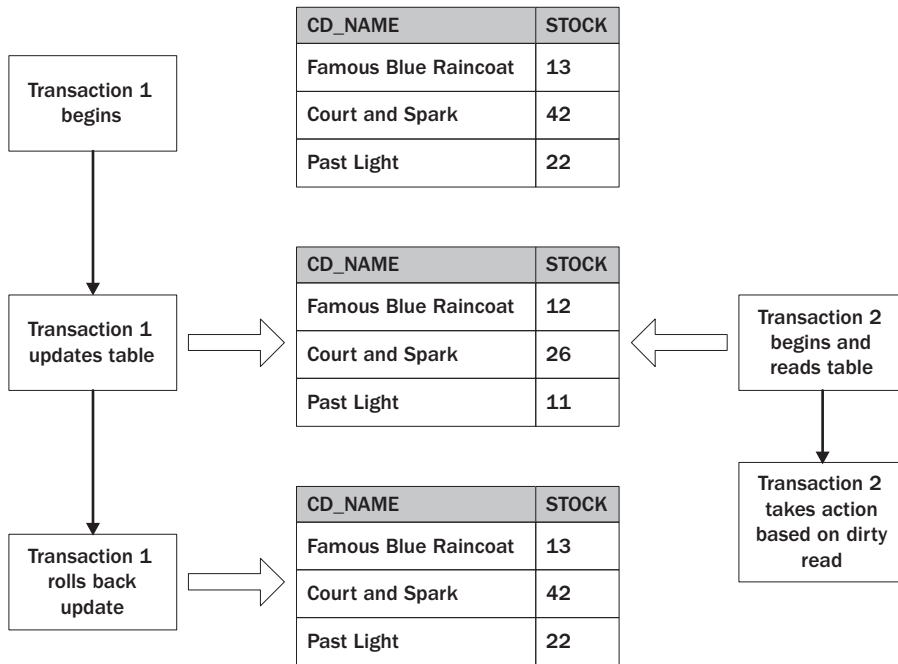 CD_NAME STOCK
Famous Blue Raincoat 13
Court and Spark 42
Past Light 22
Transaction 1
begins
CD_NAME STOCK
Famous Blue Raincoat 12
Court and Spark 26
Past Light 11
Transaction 1
updates table
Transaction 2
begins and
reads table
Transaction 2
takes action
based on dirty
read
CD_NAME STOCK
Famous Blue Raincoat 13
Court and Spark 42
Past Light 22
Transaction 1
rolls back
update